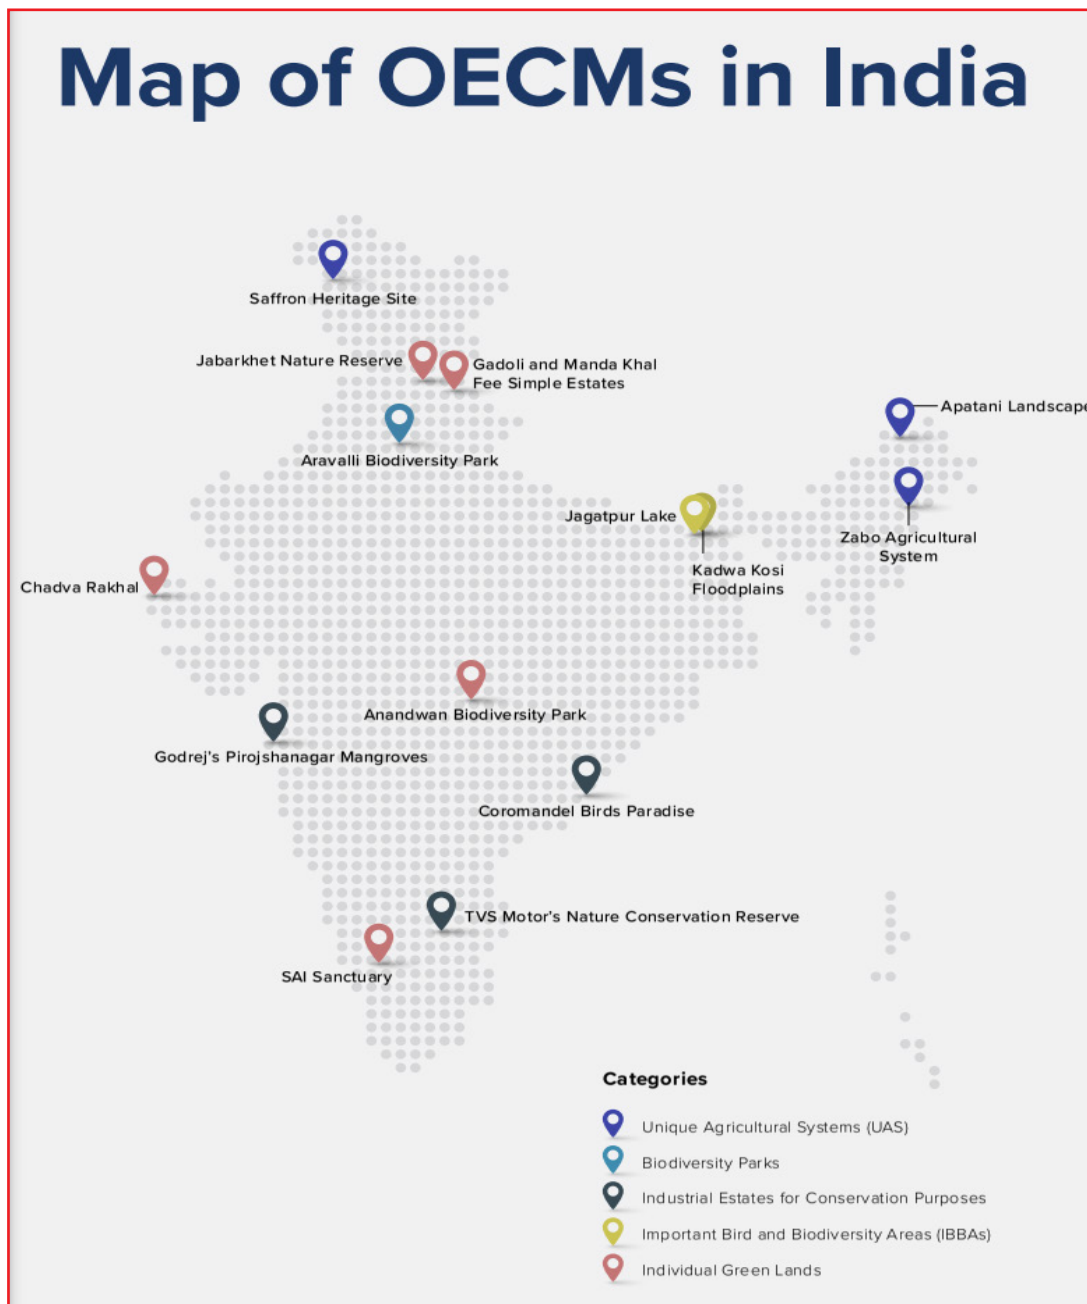 Map of OECMs in India
Saffron Heritage Site
Jabarkhet Nature Reserve
Gadoli and Manda Khal
Fee Simple Estates
Apatani Landscape
Aravalli Biodiversity Park
Jagatpur Lake
Zabo Agricultural
System
Kadwa Kosi
Floodplains
Chadva Rakhal
Anandwan Biodiversity Park
Godrej's Pirojshanagar Mangroves
Coromandel Birds Paradise
TVS Motor's Nature Conservation Reserve
SAI Sanctuary
Categories
Unique Agricultural Systems (UAS)
Biodiversity Parks
Industrial Estates for Conservation Purposes
Important Bird and Biodiversity Areas (IBBAs)
Individual Green Lands